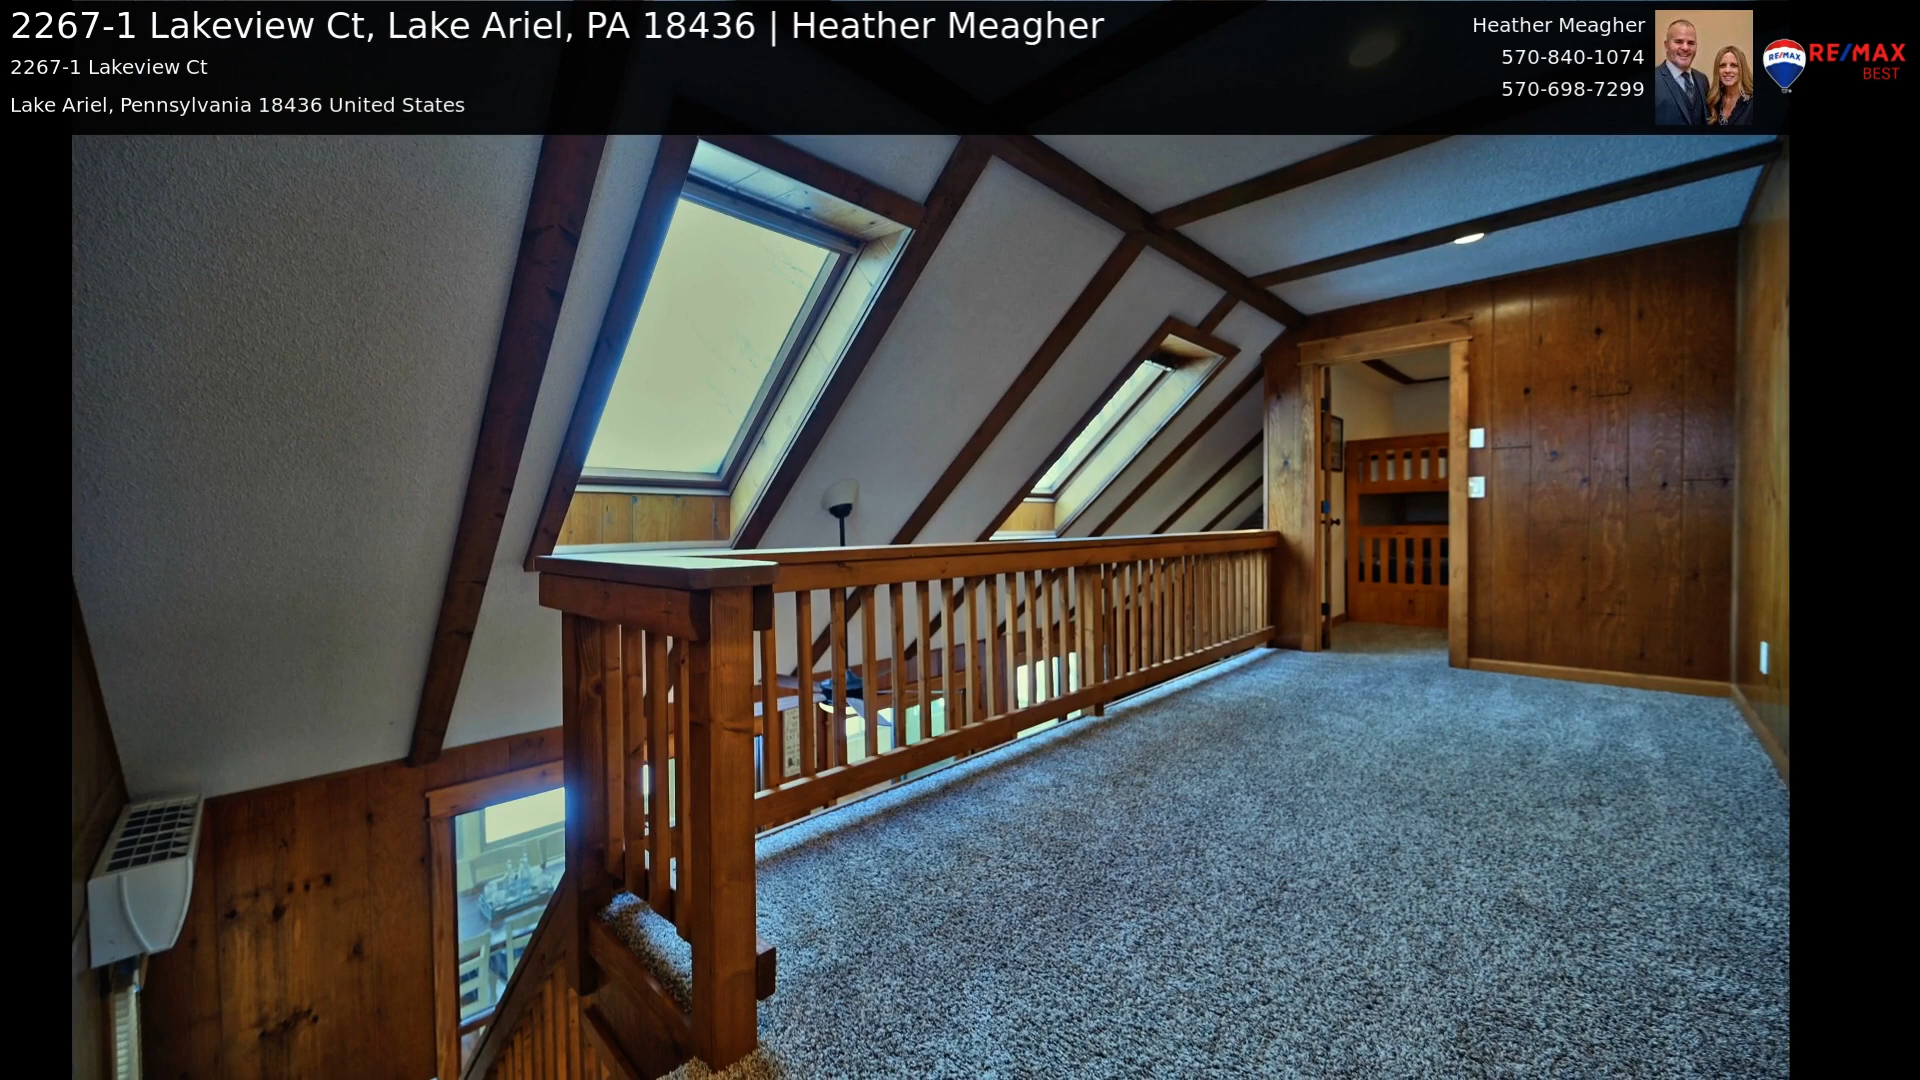 2267-1 Lakeview Ct, Lake Ariel, PA 18436 | Heather Meagher
2267-1 Lakeview Ct
Lake Ariel, Pennsylvania 18436 United States
Heather Meagher
570-840-1074
570-698-7299
RE/MAX
RE/MAX
BEST